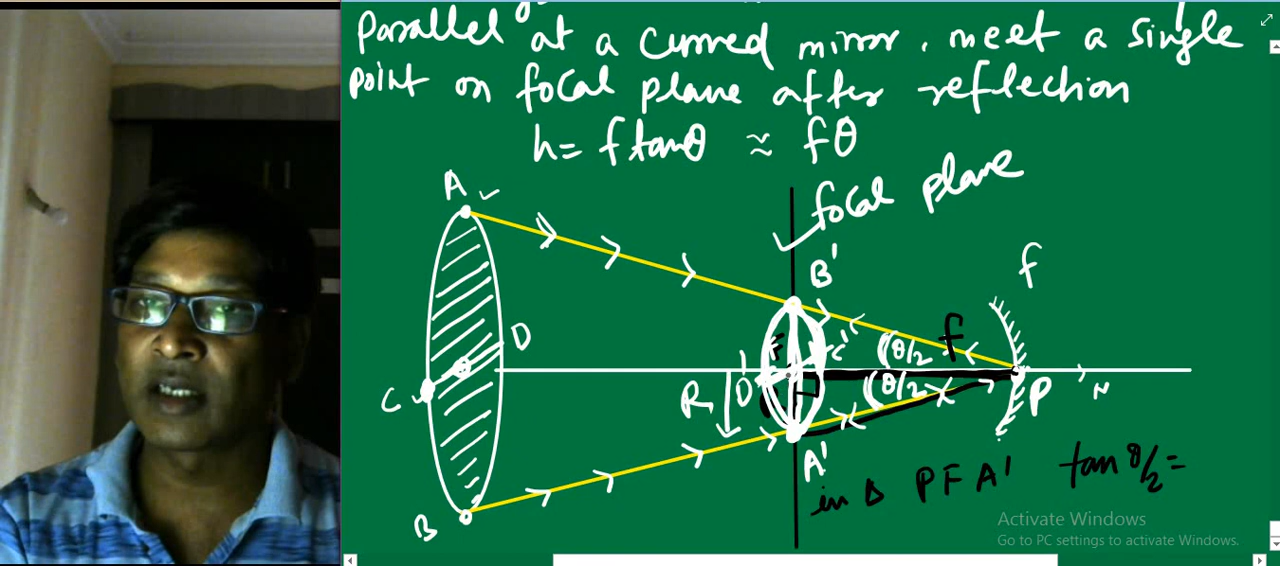 Parallel at a curved mirror, meet a single
point on focal plane after reflection
h = f tanθ ≈ fθ
focal plane
A
B'
f
D
F
C'
θ/2
f
C
R
D'
θ/2
P
N
A'
B
in Δ PFA' tan θ/2 =
Activate Windows
Go to PC settings to activate Windows.